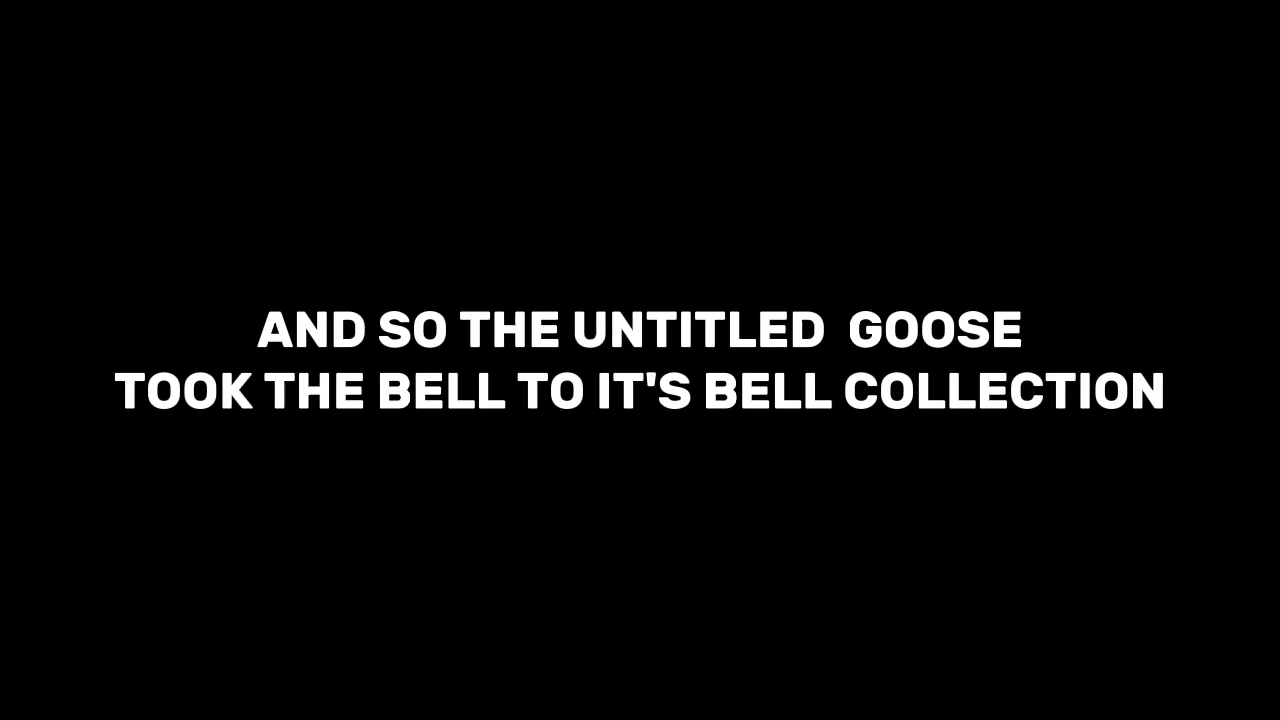 AND SO THE UNTITLED  GOOSE
TOOK THE BELL TO IT'S BELL COLLECTION